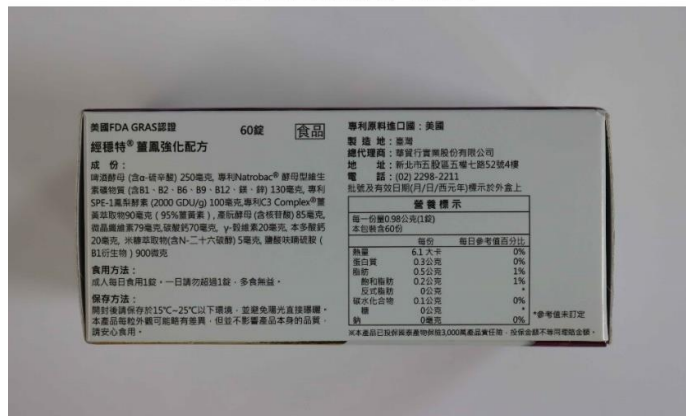 美國FDA GRAS認證
60錠
食品
經穩特® 薑鳳強化配方
成 份：
啤酒酵母 (含α-硫辛酸) 250毫克, 專利Natrobac® 酵母型維生
素礦物質 (含B1、B2、B6、B9、B12、鎂、鋅) 130毫克, 專利
SPE-1鳳梨酵素 (2000 GDU/g) 100毫克,專利C3 Complex®薑
黃萃取物90毫克 (95%薑黃素), 產朊酵母 (含核苷酸) 85毫克,
微晶纖維素79毫克,碳酸鈣70毫克, γ-穀維素20毫克, 本多酸鈣
20毫克, 米糠萃取物(含N-二十六碳醇) 5毫克, 鹽酸呋喃硫胺 (
B1衍生物) 900微克
食用方法：
成人每日食用1錠。一日請勿超過1錠，多食無益。
保存方法：
開封後請保存於15℃~25℃以下環境，並避免陽光直接曝曬。
本產品每粒外觀可能略有差異，但並不影響產品本身的品質，
請安心食用。
專利原料進口國：美國
製 造 地：臺灣
總代理商：華貿行實業股份有限公司
地 址：新北市五股區五權七路52號4樓
電 話：(02) 2298-2211
批號及有效日期(月/日/西元年)標示於外盒上
營養標示
每一份量0.98公克(1錠)
本包裝含60份
每份 每日參考值百分比
熱量 6.1 大卡 0%
蛋白質 0.3公克 0%
脂肪 0.5公克 1%
飽和脂肪 0.2公克 1%
反式脂肪 0公克 *
碳水化合物 0.1公克 0%
糖 0公克 *
鈉 0毫克 0%
*參考值未訂定
※本產品已投保國泰產物保險3,000萬產品責任險，投保金額不等同理賠金額。